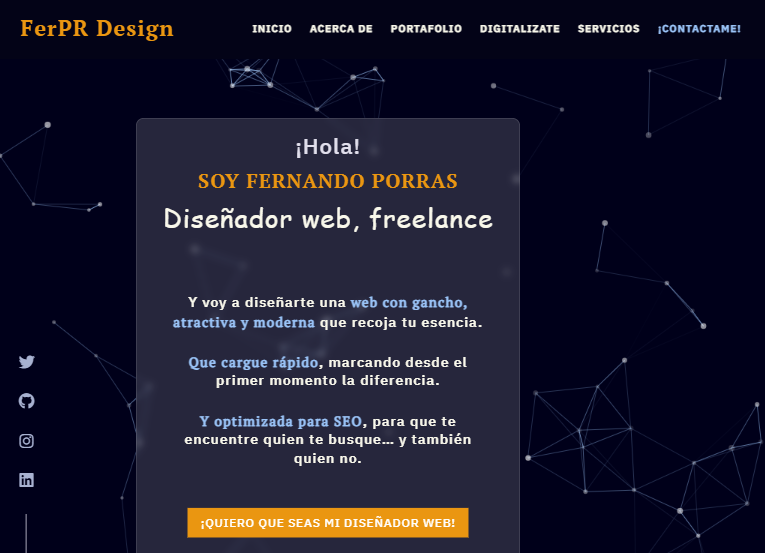 FerPR Design
INICIO ACERCA DE PORTAFOLIO DIGITALIZATE SERVICIOS ¡CONTACTAME!
¡Hola!
SOY FERNANDO PORRAS
Diseñador web, freelance
Y voy a diseñarte una web con gancho,
atractiva y moderna que recoja tu esencia.
Que cargue rápido, marcando desde el
primer momento la diferencia.
Y optimizada para SEO, para que te
encuentre quien te busque... y también
quien no.
¡QUIERO QUE SEAS MI DISEÑADOR WEB!